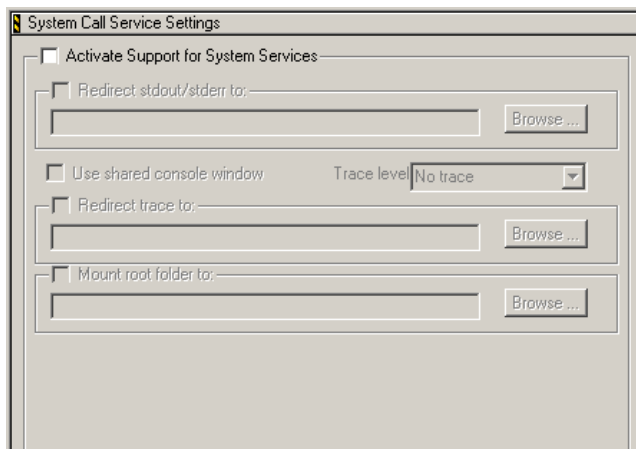 System Call Service Settings
Activate Support for System Services
Redirect stdout/stderr to:
Browse ...
Use shared console window Trace level No trace
Redirect trace to:
Browse ...
Mount root folder to:
Browse ...